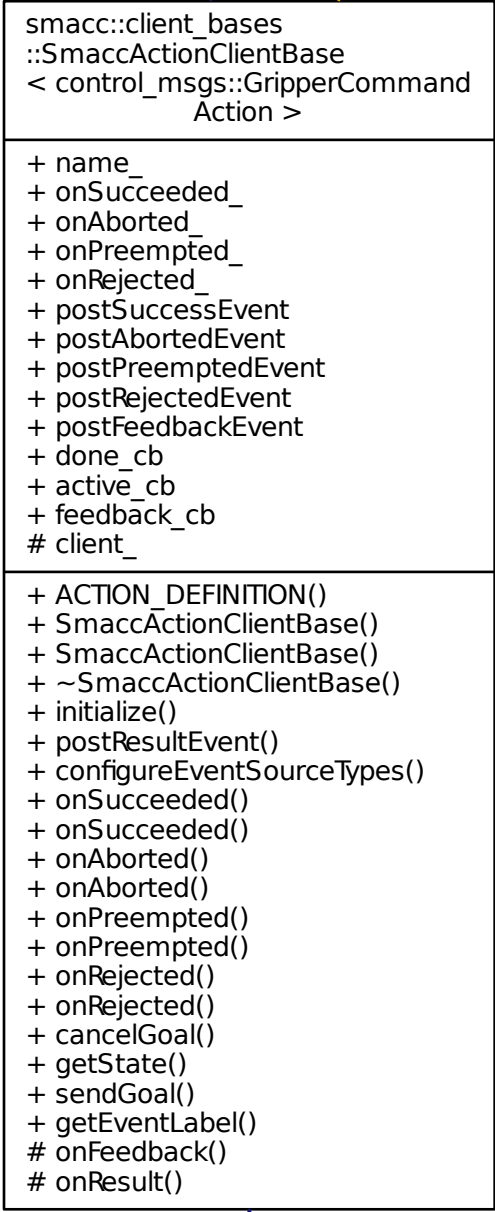 smacc::client_bases
::SmaccActionClientBase
< control_msgs::GripperCommand
Action >
+ name_
+ onSucceeded_
+ onAborted_
+ onPreempted_
+ onRejected_
+ postSuccessEvent
+ postAbortedEvent
+ postPreemptedEvent
+ postRejectedEvent
+ postFeedbackEvent
+ done_cb
+ active_cb
+ feedback_cb
# client_
+ ACTION_DEFINITION()
+ SmaccActionClientBase()
+ SmaccActionClientBase()
+ ~SmaccActionClientBase()
+ initialize()
+ postResultEvent()
+ configureEventSourceTypes()
+ onSucceeded()
+ onSucceeded()
+ onAborted()
+ onAborted()
+ onPreempted()
+ onPreempted()
+ onRejected()
+ onRejected()
+ cancelGoal()
+ getState()
+ sendGoal()
+ getEventLabel()
# onFeedback()
# onResult()